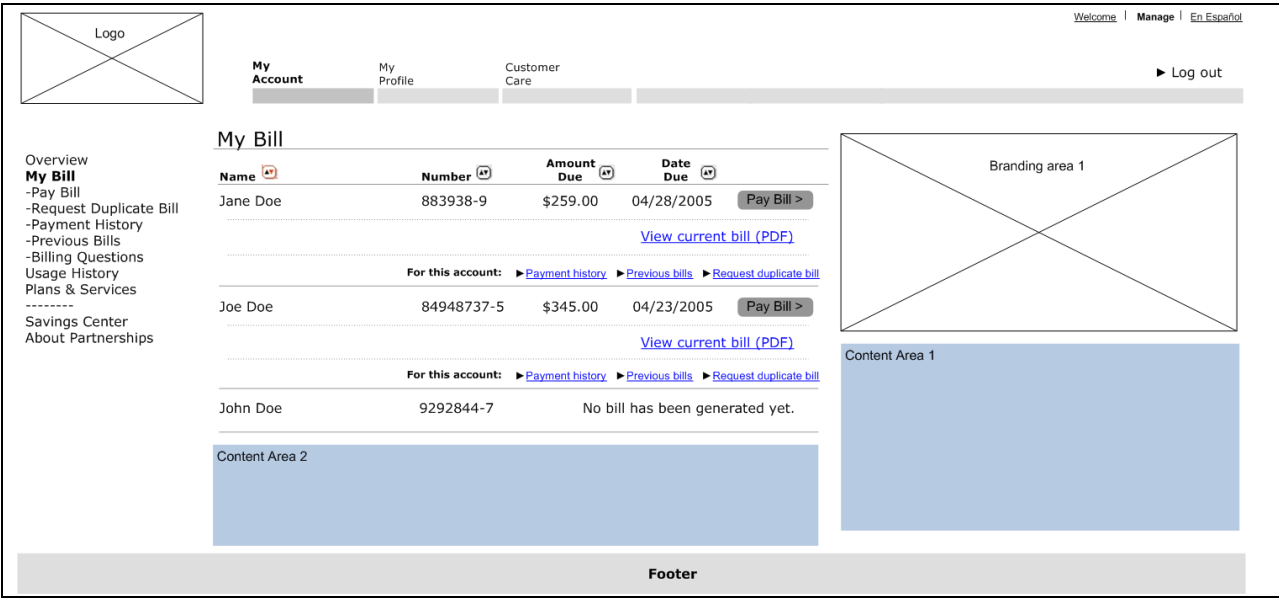 Logo
Welcome | Manage | En Español
My Account
My Profile
Customer Care
► Log out
Overview
My Bill
-Pay Bill
-Request Duplicate Bill
-Payment History
-Previous Bills
-Billing Questions
Usage History
Plans & Services
--------
Savings Center
About Partnerships
My Bill
Name Number Amount Due Date Due
Jane Doe 883938-9 $259.00 04/28/2005 Pay Bill >
View current bill (PDF)
For this account: ►Payment history ►Previous bills ►Request duplicate bill
Joe Doe 84948737-5 $345.00 04/23/2005 Pay Bill >
View current bill (PDF)
For this account: ►Payment history ►Previous bills ►Request duplicate bill
John Doe 9292844-7 No bill has been generated yet.
Content Area 2
Branding area 1
Content Area 1
Footer